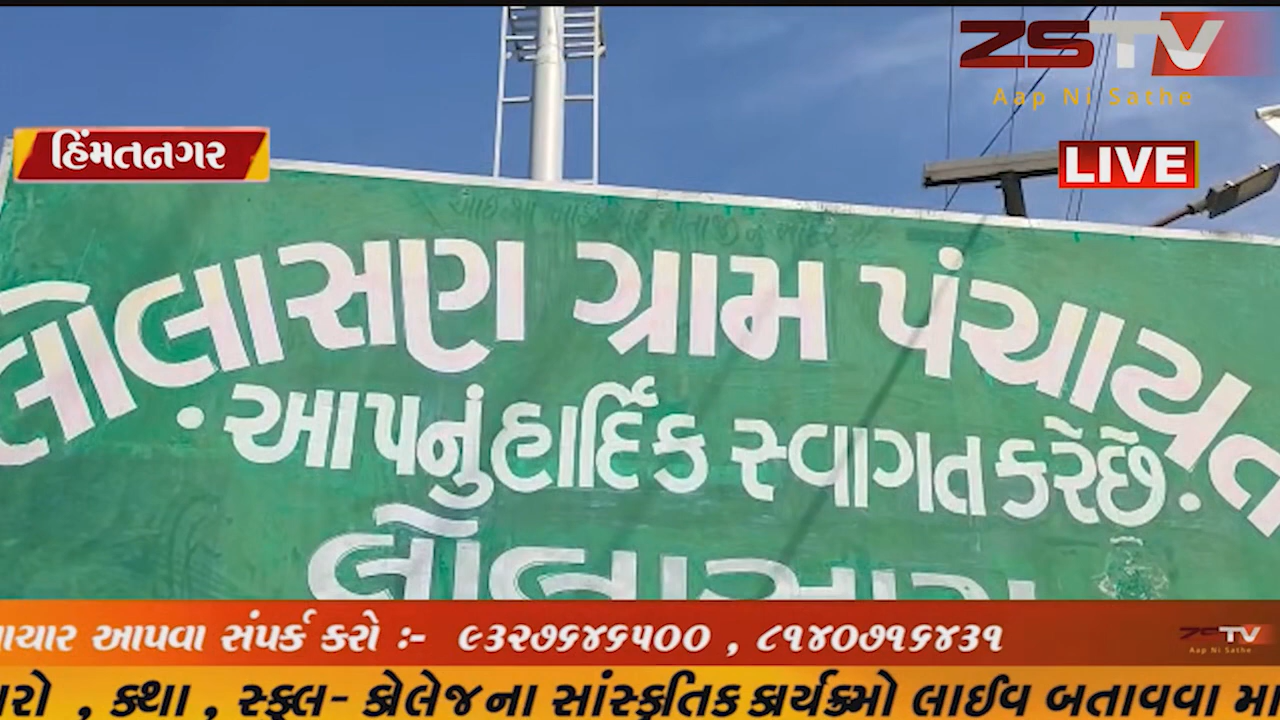 ZSTV
Aap Ni Sathe
હિંમતનગર
LIVE
લોલાસણ ગ્રામ પંચાયત
આપનું હાર્દિક સ્વાગત કરે છે.
લોલાસણ
ાચાર આપવા સંપર્ક કરો :- ૯૩૨૭૬૪૬૫૦૦ , ૮૧૪૦૭૧૬૪૩૧
ZSTV
Aap Ni Sathe
ારો , કથા , સ્કૂલ- કોલેજના સાંસ્કૃતિક કાર્યક્રમો લાઈવ બતાવવા મા